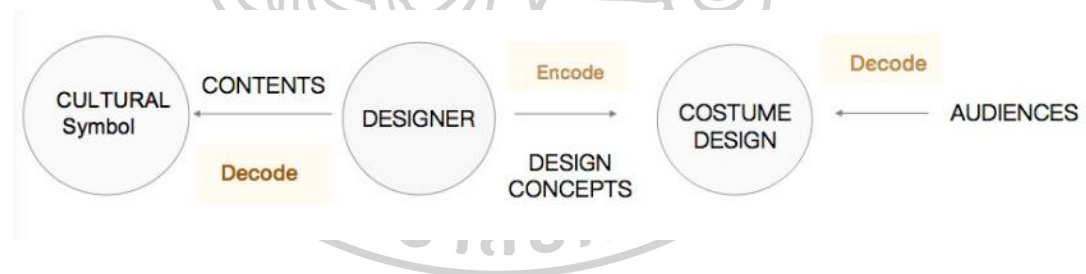 CULTURAL
Symbol
CONTENTS
Decode
DESIGNER
Encode
DESIGN
CONCEPTS
COSTUME
DESIGN
Decode
AUDIENCES